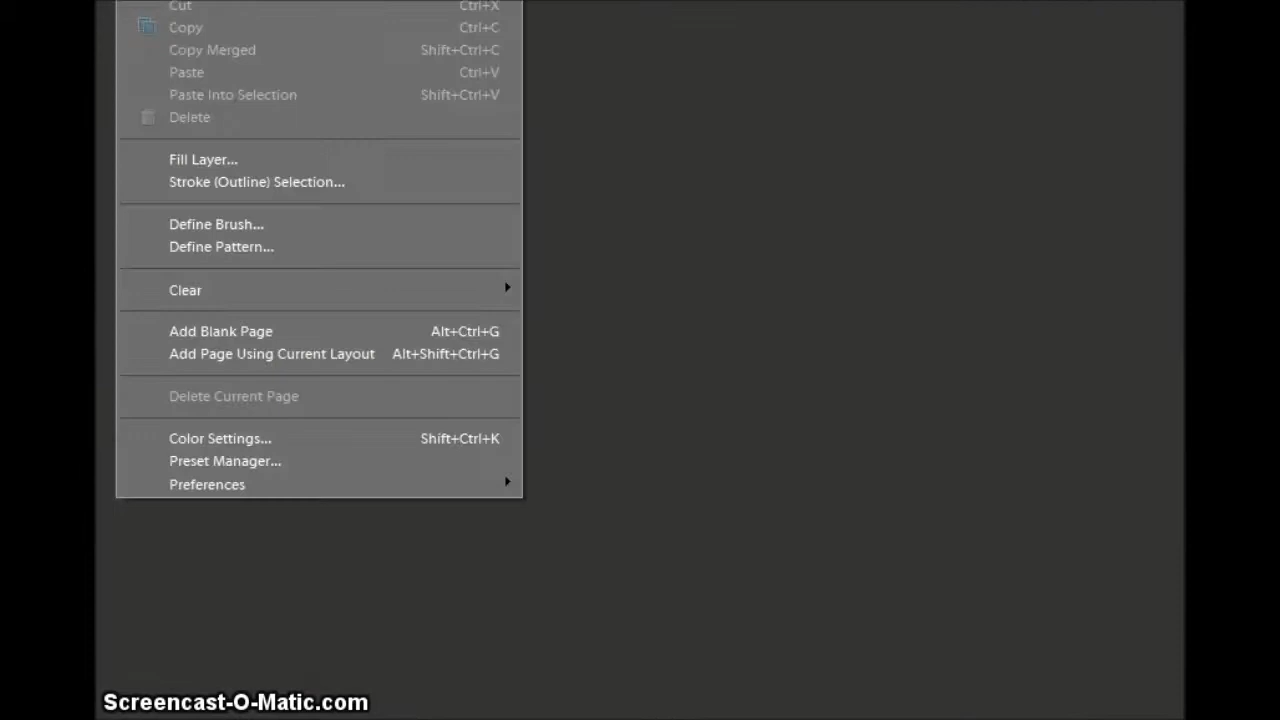 Cut Ctrl+X
Copy Ctrl+C
Copy Merged Shift+Ctrl+C
Paste Ctrl+V
Paste Into Selection Shift+Ctrl+V
Delete
Fill Layer...
Stroke (Outline) Selection...
Define Brush...
Define Pattern...
Clear
Add Blank Page Alt+Ctrl+G
Add Page Using Current Layout Alt+Shift+Ctrl+G
Delete Current Page
Color Settings... Shift+Ctrl+K
Preset Manager...
Preferences
Screencast-O-Matic.com